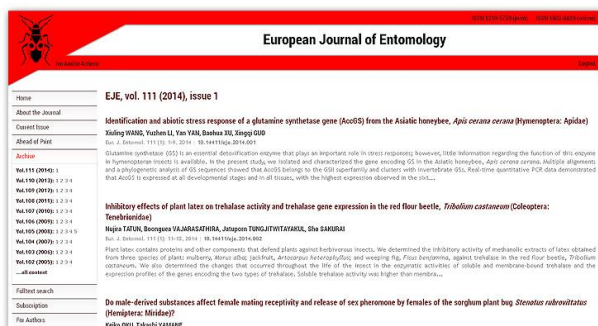 European Journal of Entomology
Home
About the Journal
Current Issue
Ahead of Print
Archive
Vol.111 (2014): 1
Vol.110 (2013): 1 2 3 4
Vol.109 (2012): 1 2 3 4
Vol.108 (2011): 1 2 3 4
Vol.107 (2010): 1 2 3 4
Vol.106 (2009): 1 2 3 4
Vol.105 (2008): 1 2 3 4 5
Vol.104 (2007): 1 2 3 4
Vol.103 (2006): 1 2 3 4
Vol.102 (2005): 1 2 3 4
...all content
Fulltext search
Subscription
For Authors
EJE, vol. 111 (2014), issue 1
Identification and abiotic stress response of a glutamine synthetase gene (AccGS) from the Asiatic honeybee, Apis cerana cerana (Hymenoptera: Apidae)
Xiuling WANG, Yuzhen LI, Yan YAN, Baohua XU, Xingqi GUO
Eur. J. Entomol. 111 (1): 1-9, 2014 | 10.14411/eje.2014.001
Glutamine synthetase (GS) is an essential detoxification enzyme that plays an important role in stress responses; however, little information regarding the function of this enzyme
in hymenopteran insects is available. In the present study, we isolated and characterized the gene encoding GS in the Asiatic honeybee, Apis cerana cerana. Multiple alignments
and a phylogenetic analysis of GS sequences showed that AccGS belongs to the GSII superfamily and clusters with invertebrate GSs. Real-time quantitative PCR data demonstrated
that AccGS is expressed at all developmental stages and in all tissues, with the highest expression observed in the
Inhibitory effects of plant latex on trehalase activity and trehalase gene expression in the red flour beetle, Tribolium castaneum (Coleoptera:
Tenebrionidae)
Nujira TATUN, Boonguea VAJARASATHIRA, Jatuporn TUNGJITWITAYAKUL, Sho SAKURAI
Eur. J. Entomol. 111 (1): 11-18, 2014 | 10.14411/eje.2014.002
Plant latex contains proteins and other components that defend plants against herbivorous insects. We determined the inhibitory activity of methanolic extracts of latex obtained
from three species of plant: mulberry, Morus alba; jackfruit, Artocarpus heterophyllus; and weeping fig, Ficus benjamina, against trehalase in the red flour beetle, Tribolium
castaneum. We also determined the changes that occurred throughout the life of the insect in the enzymatic activities of soluble and membrane-bound trehalase and the
expression profiles of the genes encoding the two types of trehalase. Soluble trehalase activity was higher than membra...
Do male-derived substances affect female mating receptivity and release of sex pheromone by females of the sorghum plant bug Stenotus rubrovittatus
(Hemiptera: Miridae)?
Keiko OKU, Takashi YAMANE